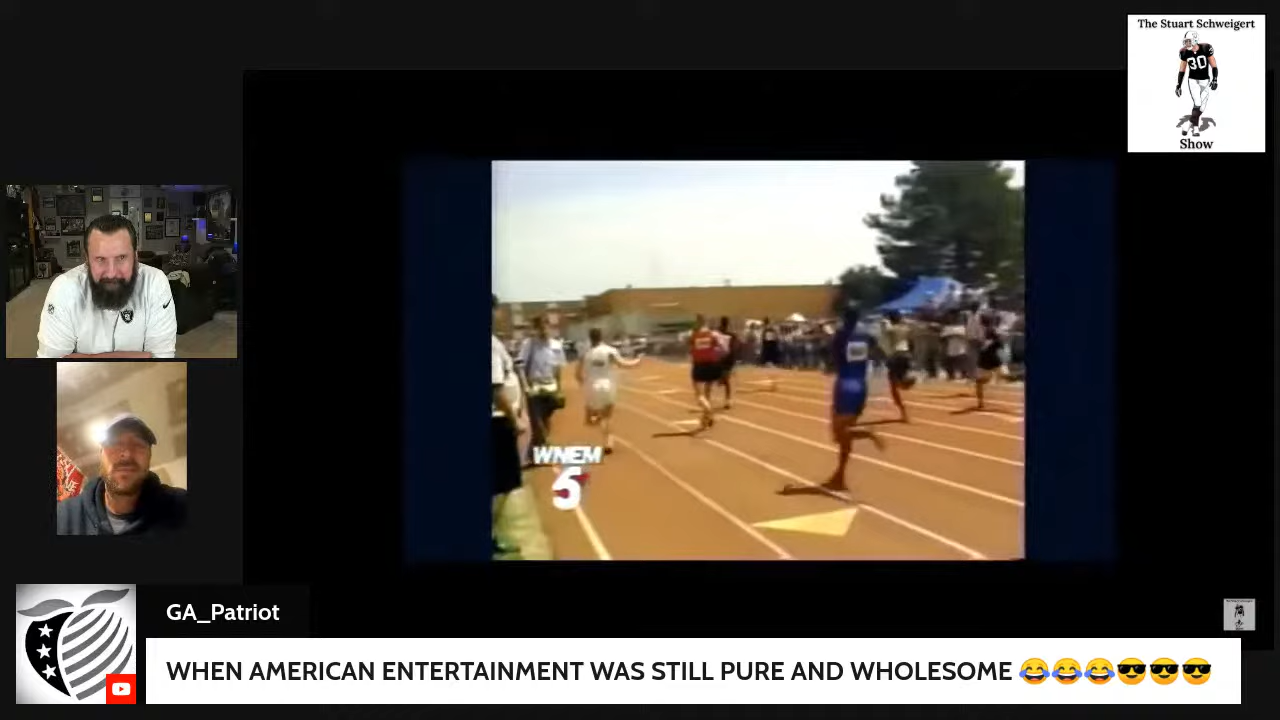 The Stuart Schweigert
30
Show
WNEM
5
GA_Patriot
WHEN AMERICAN ENTERTAINMENT WAS STILL PURE AND WHOLESOME 😂😂😂😎😎😎